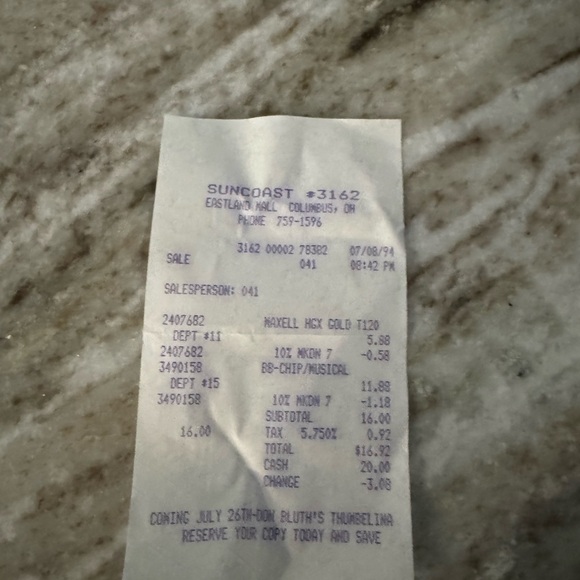 SUNCOAST #3162
EASTLAND MALL COLUMBUS, OH
PHONE 759-1596
3162 00002 78382 07/08/94
SALE 041 08:42 PM
SALESPERSON: 041
2407682 MAXELL HGX GOLD T120
DEPT #11 5.88
2407682 10% MKDN 7 -0.58
3490158 BB-CHIP/MUSICAL
DEPT #15 11.88
3490158 10% MKDN 7 -1.18
SUBTOTAL 16.00
16.00 TAX 5.750% 0.92
TOTAL $16.92
CASH 20.00
CHANGE -3.08
COMING JULY 26TH-DON BLUTH'S THUMBELINA
RESERVE YOUR COPY TODAY AND SAVE